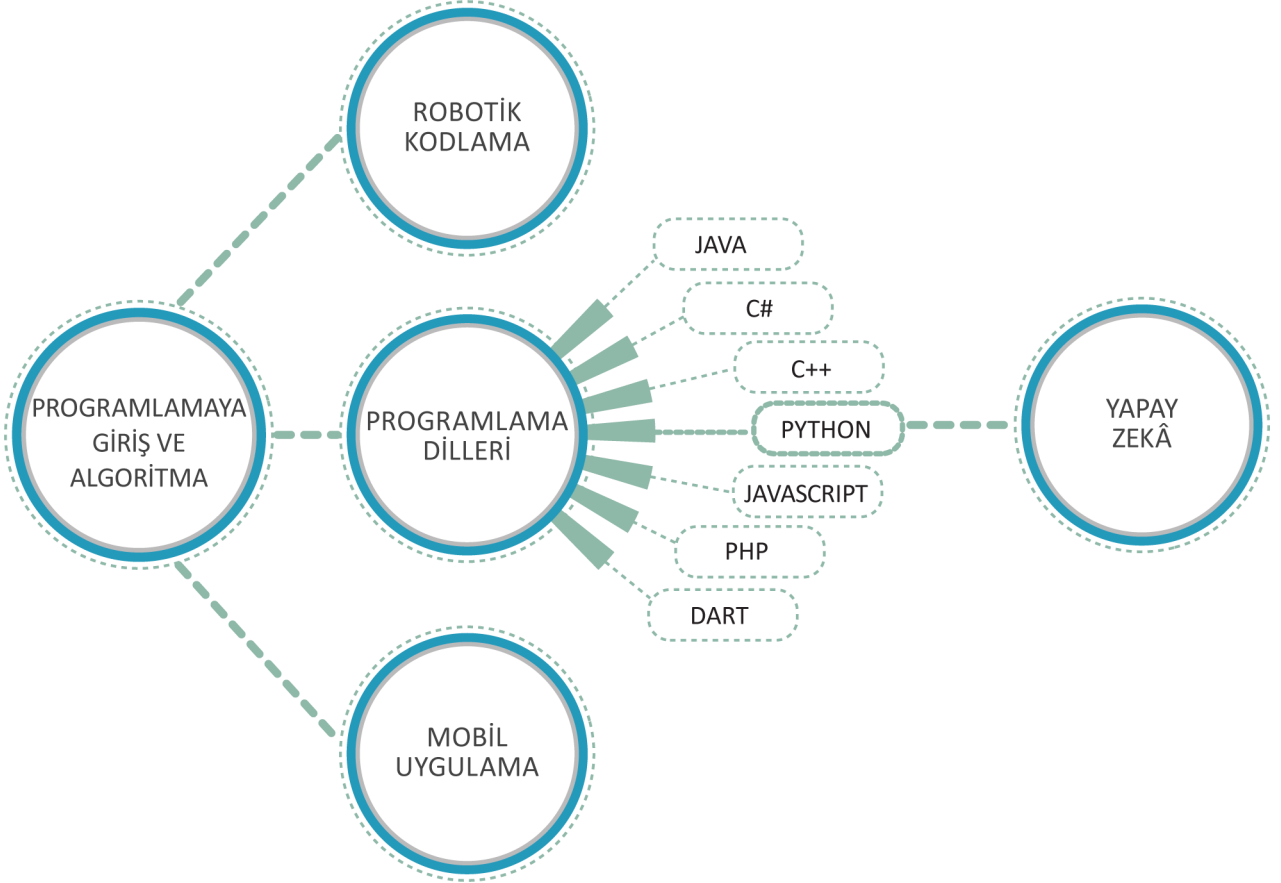 ROBOTİK
KODLAMA
PROGRAMLAMAYA
GİRİŞ VE
ALGORİTMA
PROGRAMLAMA
DİLLERİ
JAVA
C#
C++
PYTHON
JAVASCRIPT
PHP
DART
YAPAY
ZEKÂ
MOBİL
UYGULAMA